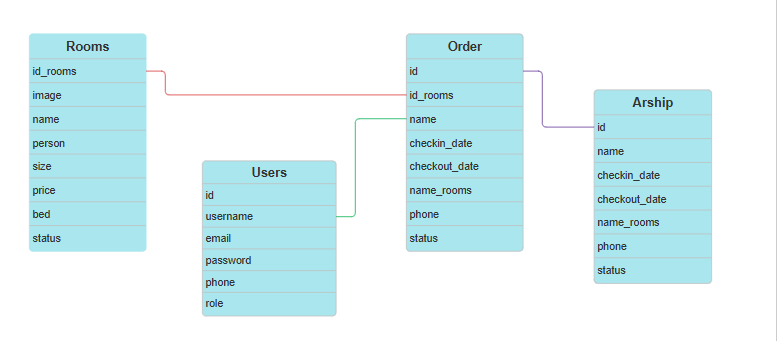 Rooms
id_rooms
image
name
person
size
price
bed
status
Users
id
username
email
password
phone
role
Order
id
id_rooms
name
checkin_date
checkout_date
name_rooms
phone
status
Arship
id
name
checkin_date
checkout_date
name_rooms
phone
status